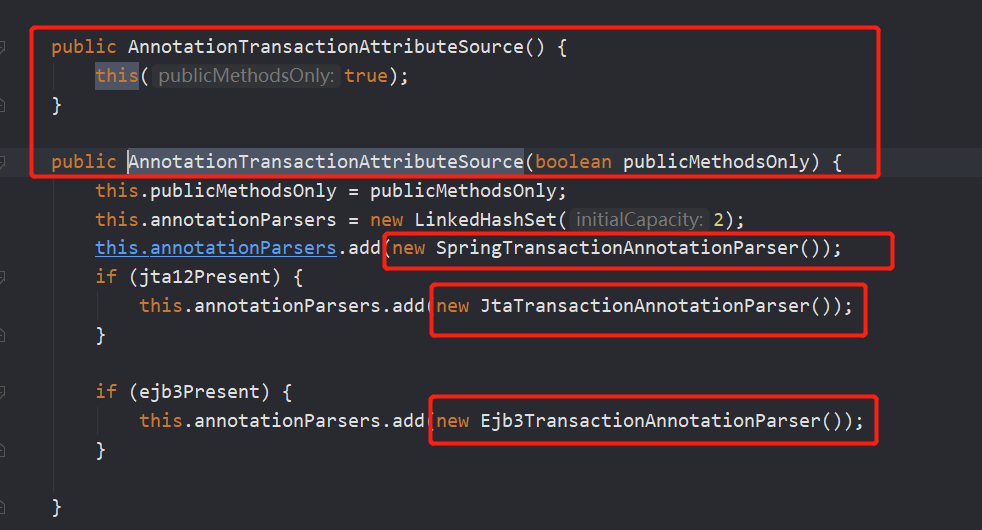 public AnnotationTransactionAttributeSource() {
this( publicMethodsOnly: true);
}
public AnnotationTransactionAttributeSource(boolean publicMethodsOnly) {
this.publicMethodsOnly = publicMethodsOnly;
this.annotationParsers = new LinkedHashSet( initialCapacity: 2);
this.annotationParsers.add(new SpringTransactionAnnotationParser());
if (jta12Present) {
this.annotationParsers.add(new JtaTransactionAnnotationParser());
}
if (ejb3Present) {
this.annotationParsers.add(new Ejb3TransactionAnnotationParser());
}
}